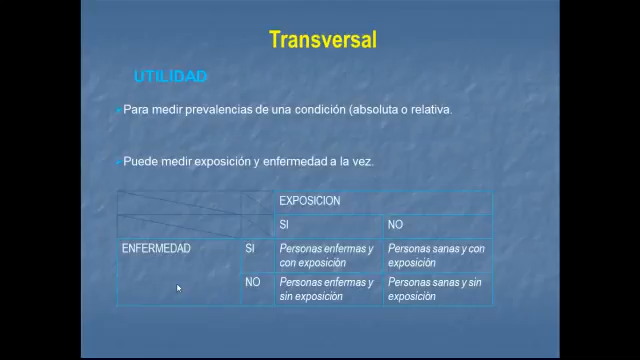 Transversal
UTILIDAD
Para medir prevalencias de una condición (absoluta o relativa.
Puede medir exposición y enfermedad a la vez.
EXPOSICION
SI NO
ENFERMEDAD SI Personas enfermas y Personas sanas y con
con exposición exposición
NO Personas enfermas y Personas sanas y sin
sin exposición exposición